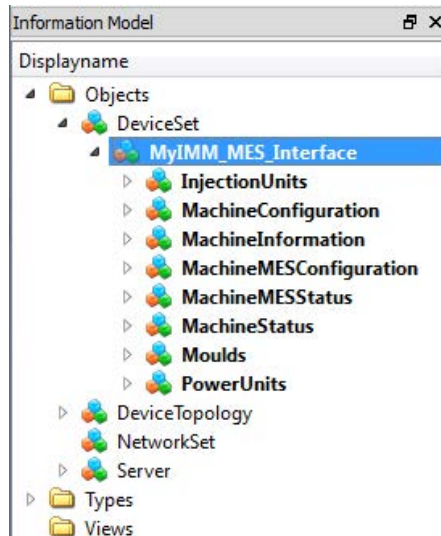 Information Model
Displayname
Objects
DeviceSet
MyIMM_MES_Interface
InjectionUnits
MachineConfiguration
MachineInformation
MachineMESConfiguration
MachineMESStatus
MachineStatus
Moulds
PowerUnits
DeviceTopology
NetworkSet
Server
Types
Views